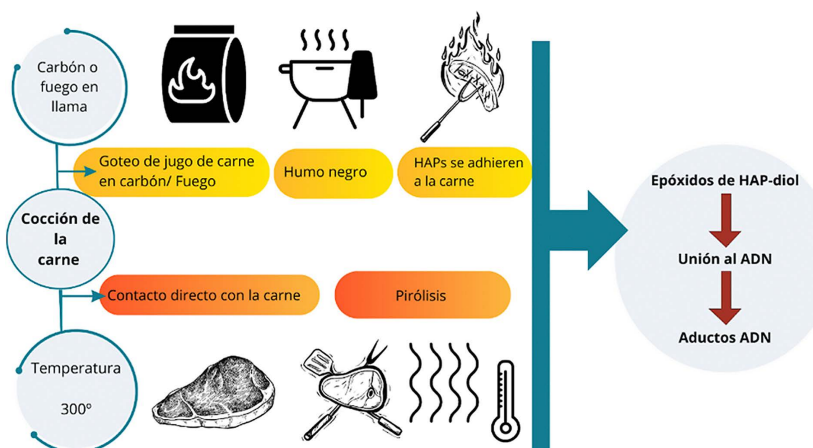 Carbón o
fuego en
llama
Goteo de jugo de carne
en carbón/ Fuego
Humo negro
HAPs se adhieren
a la carne
Cocción de
la
carne
Contacto directo con la carne
Pirólisis
Temperatura
300º
Epóxidos de HAP-diol
Unión al ADN
Aductos ADN